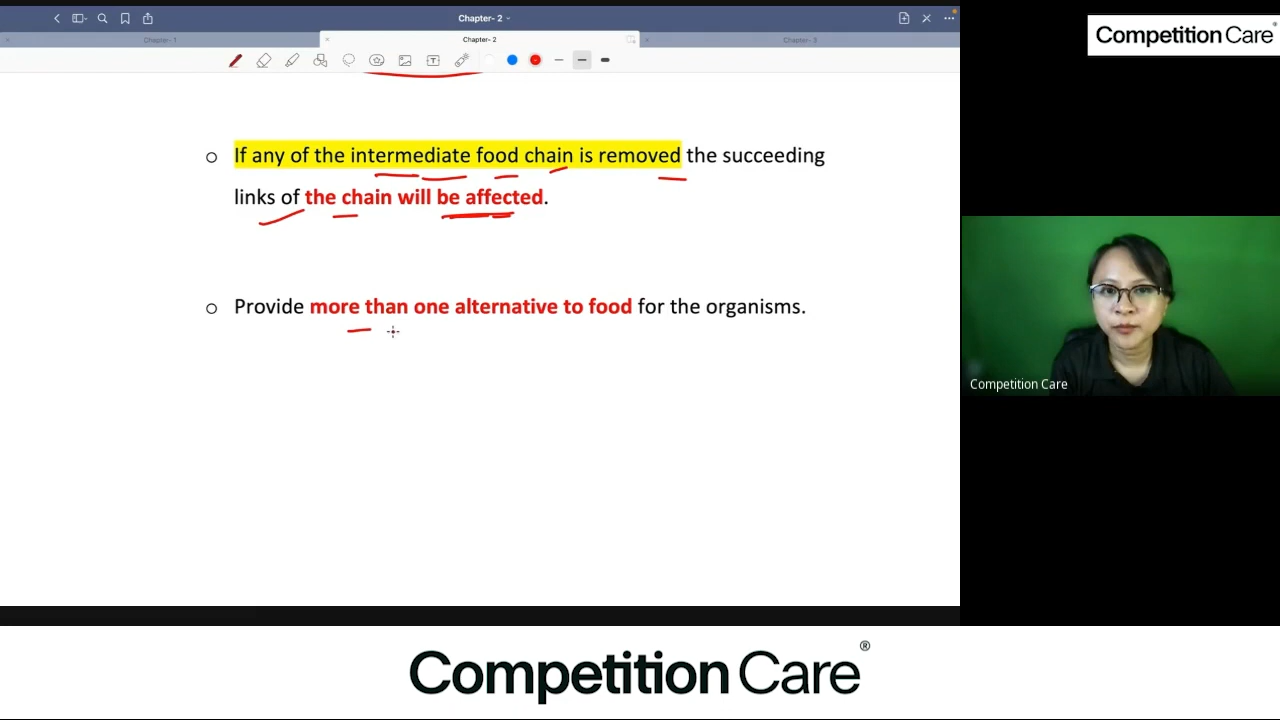 Chapter- 2
Chapter- 1
Chapter- 2
Chapter- 3
If any of the intermediate food chain is removed the succeeding
links of the chain will be affected.
Provide more than one alternative to food for the organisms.
Competition Care
Competition Care
Competition Care®